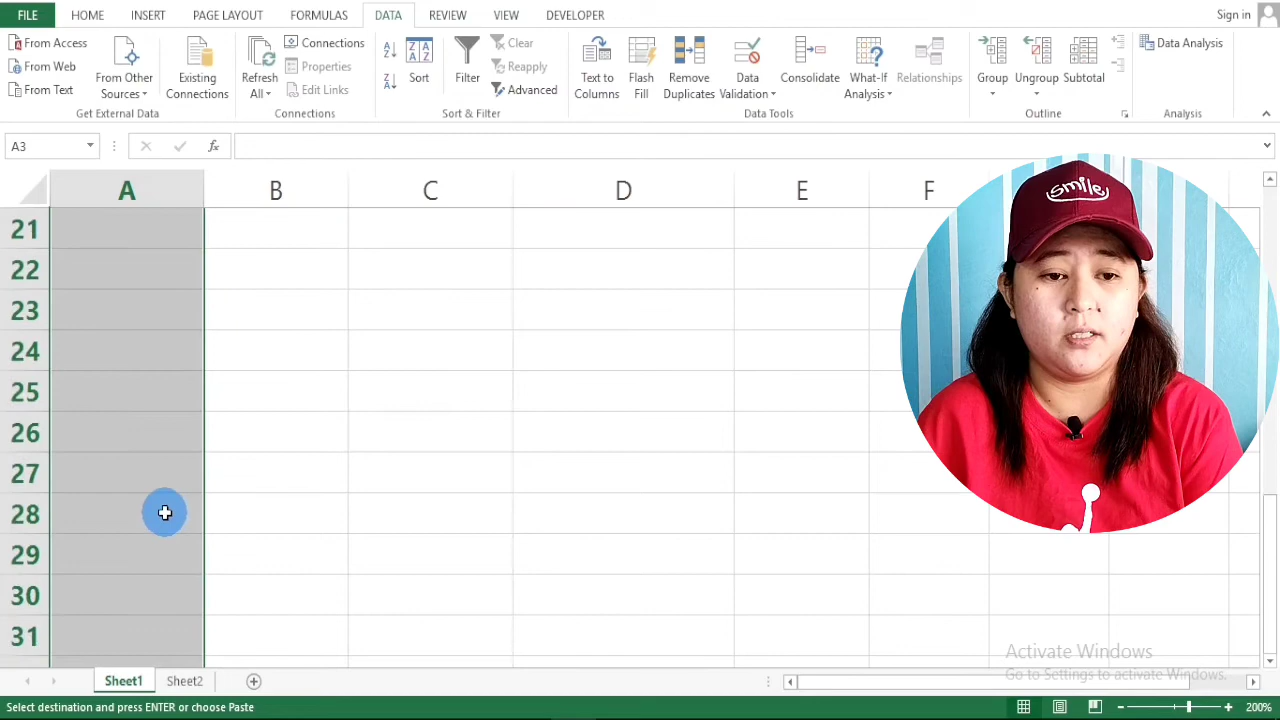 FILE HOME INSERT PAGE LAYOUT FORMULAS DATA REVIEW VIEW DEVELOPER Sign in
From Access
From Web
From Text
From Other
Sources
Existing
Connections
Get External Data
Refresh
All
Connections
Properties
Edit Links
Connections
Sort
Filter
Clear
Reapply
Advanced
Sort & Filter
Text to
Columns
Flash
Fill
Remove
Duplicates
Data
Validation
Consolidate
What-If
Analysis
Relationships
Data Tools
Group
Ungroup
Subtotal
Outline
Data Analysis
Analysis
A3 fx
A B C D E F
smile
21
22
23
24
25
26
27
28
29
30
31
Activate Windows
Go to Settings to activate Windows.
Sheet1 Sheet2
Select destination and press ENTER or choose Paste 200%